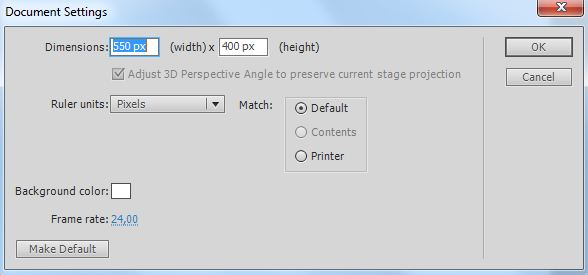 Document Settings
Dimensions: 550 px (width) x 400 px (height) OK
Adjust 3D Perspective Angle to preserve current stage projection Cancel
Ruler units: Pixels Match: Default
Contents
Printer
Background color:
Frame rate: 24,00
Make Default